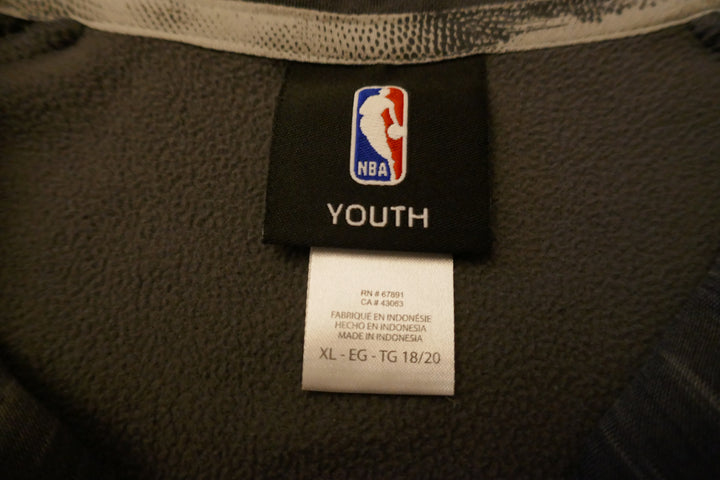 NBA
YOUTH
RN # 67891
CA # 43063
FABRIQUE EN INDONÉSIE
HECHO EN INDONESIA
MADE IN INDONESIA
XL - EG - TG 18/20